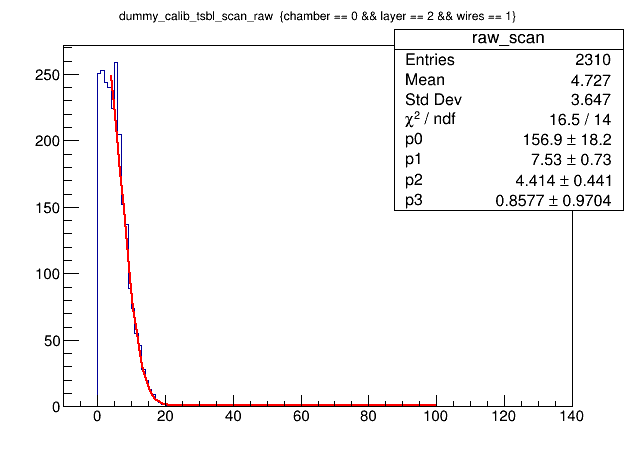 dummy_calib_tsbl_scan_raw {chamber == 0 && layer == 2 && wires == 1}
raw_scan
Entries 2310
Mean 4.727
Std Dev 3.647
χ² / ndf 16.5 / 14
p0 156.9 ± 18.2
p1 7.53 ± 0.73
p2 4.414 ± 0.441
p3 0.8577 ± 0.9704
250
200
150
100
50
0
0 20 40 60 80 100 120 140